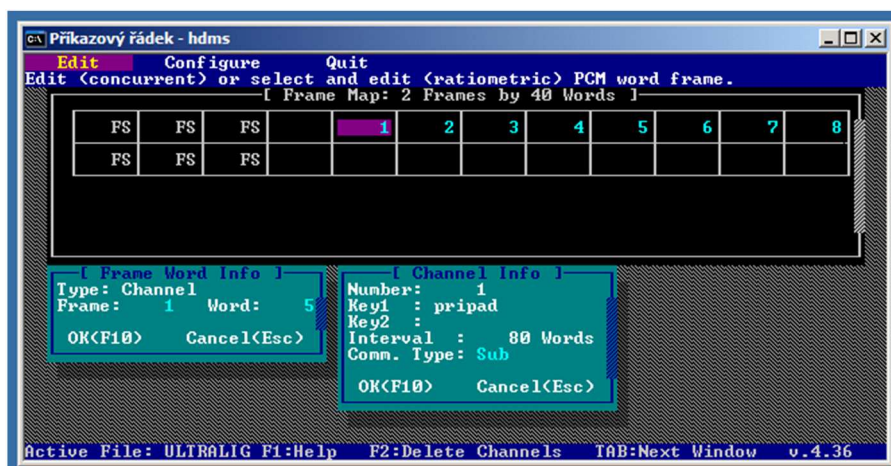 Příkazový řádek - hdms
Edit Configure Quit
Edit (concurrent) or select and edit (ratiometric) PCM word frame.
[ Frame Map: 2 Frames by 40 Words ]
FS FS FS 1 2 3 4 5 6 7 8
FS FS FS
[ Frame Word Info ]
Type: Channel
Frame: 1 Word: 5
OK(F10) Cancel(Esc)
[ Channel Info ]
Number: 1
Key1 : pripad
Key2 :
Interval : 80 Words
Comm. Type: Sub
OK(F10) Cancel(Esc)
Active File: ULTRALIG F1:Help F2:Delete Channels TAB:Next Window v.4.36